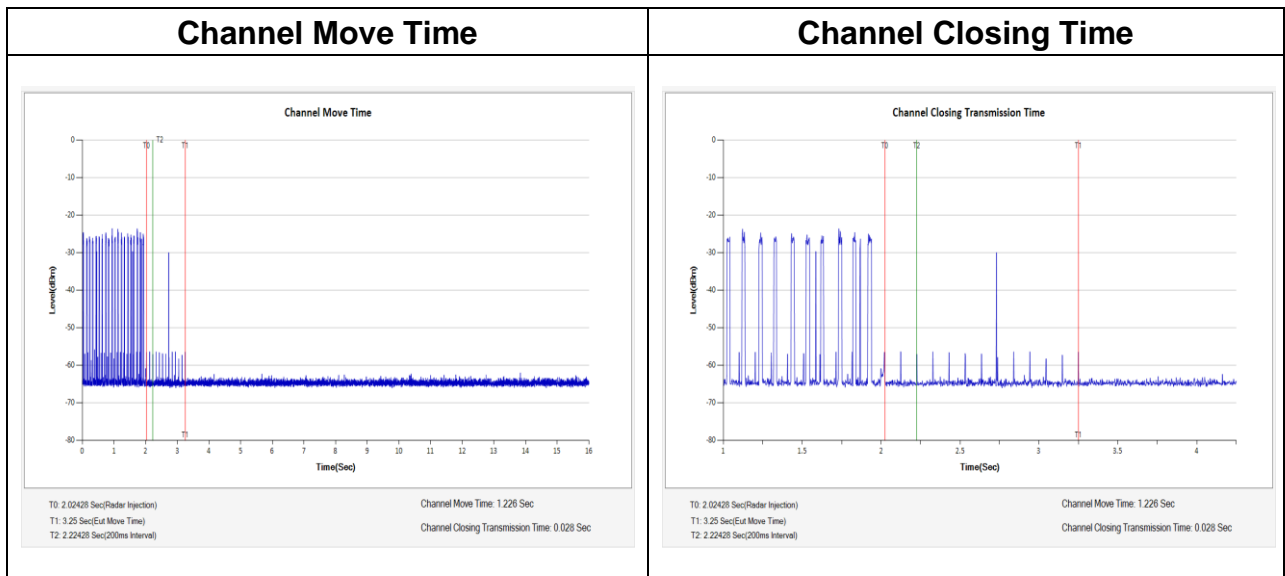 Channel Move Time
Channel Closing Time
Channel Move Time
T0
T2
T1
0
-10
-20
-30
-40
-50
-60
-70
-80
Level(dBm)
T1
0 1 2 3 4 5 6 7 8 9 10 11 12 13 14 15 16
Time(Sec)
T0: 2.02428 Sec(Radar Injection)
T1: 3.25 Sec(Eut Move Time)
T2: 2.22428 Sec(200ms Interval)
Channel Move Time: 1.226 Sec
Channel Closing Transmission Time: 0.028 Sec
Channel Closing Transmission Time
T0 T2 T1
0
-10
-20
-30
-40
-50
-60
-70
-80
Level(dBm)
T1
1 1.5 2 2.5 3 3.5 4
Time(Sec)
T0: 2.02428 Sec(Radar Injection)
T1: 3.25 Sec(Eut Move Time)
T2: 2.22428 Sec(200ms Interval)
Channel Move Time: 1.226 Sec
Channel Closing Transmission Time: 0.028 Sec